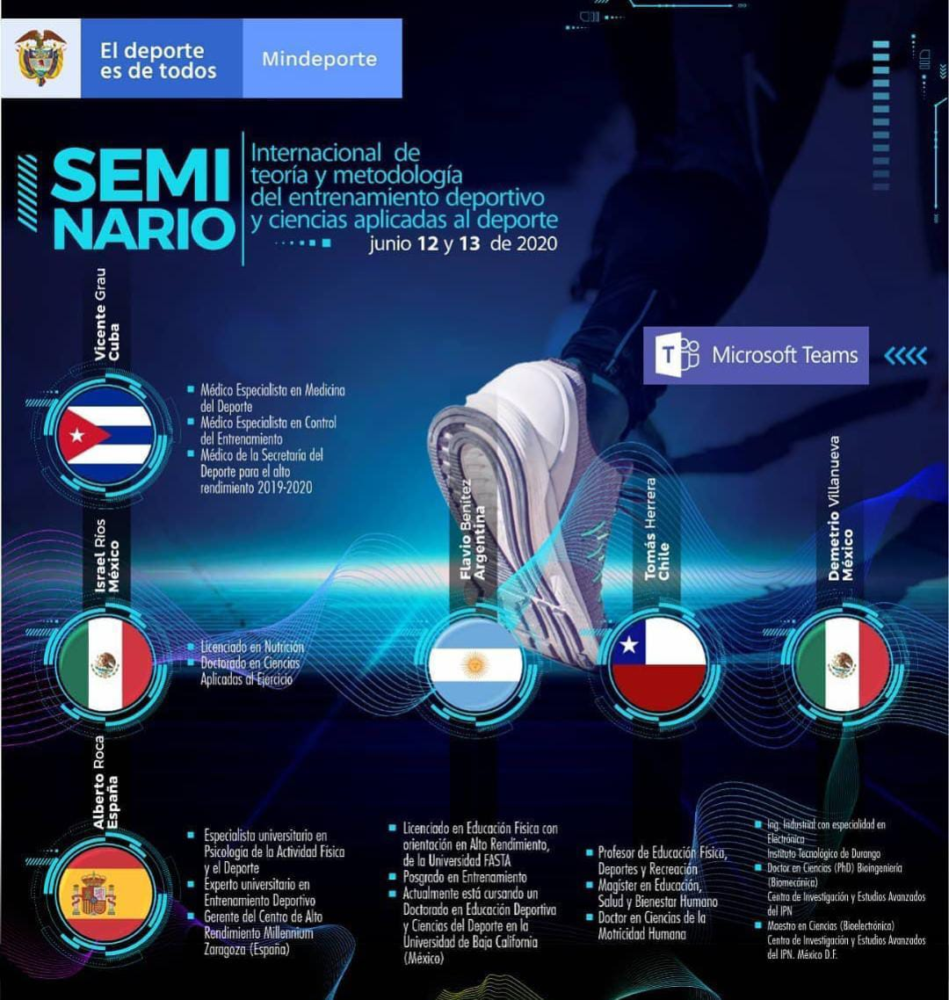 El deporte
es de todos
Mindeporte
SEMI
NARIO
Internacional de
teoría y metodología
del entrenamiento deportivo
y ciencias aplicadas al deporte
junio 12 y 13 de 2020
Microsoft Teams
Vicente Grau
Cuba
Médico Especialista en Medicina
del Deporte
Médico Especialista en Control
del Entrenamiento
Médico de la Secretaría del
Deporte para el alto
rendimiento 2019-2020
Israel Ríos
México
Licenciado en Nutrición
Doctorado en Ciencias
Aplicadas al Ejercicio
Alberto Roca
España
Especialista universitario en
Psicología de la Actividad Física
y el Deporte
Experto universitario en
Entrenamiento Deportivo
Gerente del Centro de Alto
Rendimiento Millennium
Zaragoza (España)
Flavio Benítez
Argentina
Licenciado en Educación Física con
orientación en Alto Rendimiento,
de la Universidad FASTA
Posgrado en Entrenamiento
Actualmente está cursando un
Doctorado en Educación Deportiva
y Ciencias del Deporte en la
Universidad de Baja California
(México)
Tomás Herrera
Chile
Profesor de Educación Física,
Deportes y Recreación
Magíster en Educación,
Salud y Bienestar Humano
Doctor en Ciencias de la
Motricidad Humana
Demetrio Villanueva
México
Ing. Industrial con especialidad en
Electrónica
Instituto Tecnológico de Durango
Doctor en Ciencias (PhD) Bioingeniería
(Biomecánica)
Centro de Investigación y Estudios Avanzados
del IPN
Maestro en Ciencias (Bioelectrónica)
Centro de Investigación y Estudios Avanzados
del IPN. México D.F.